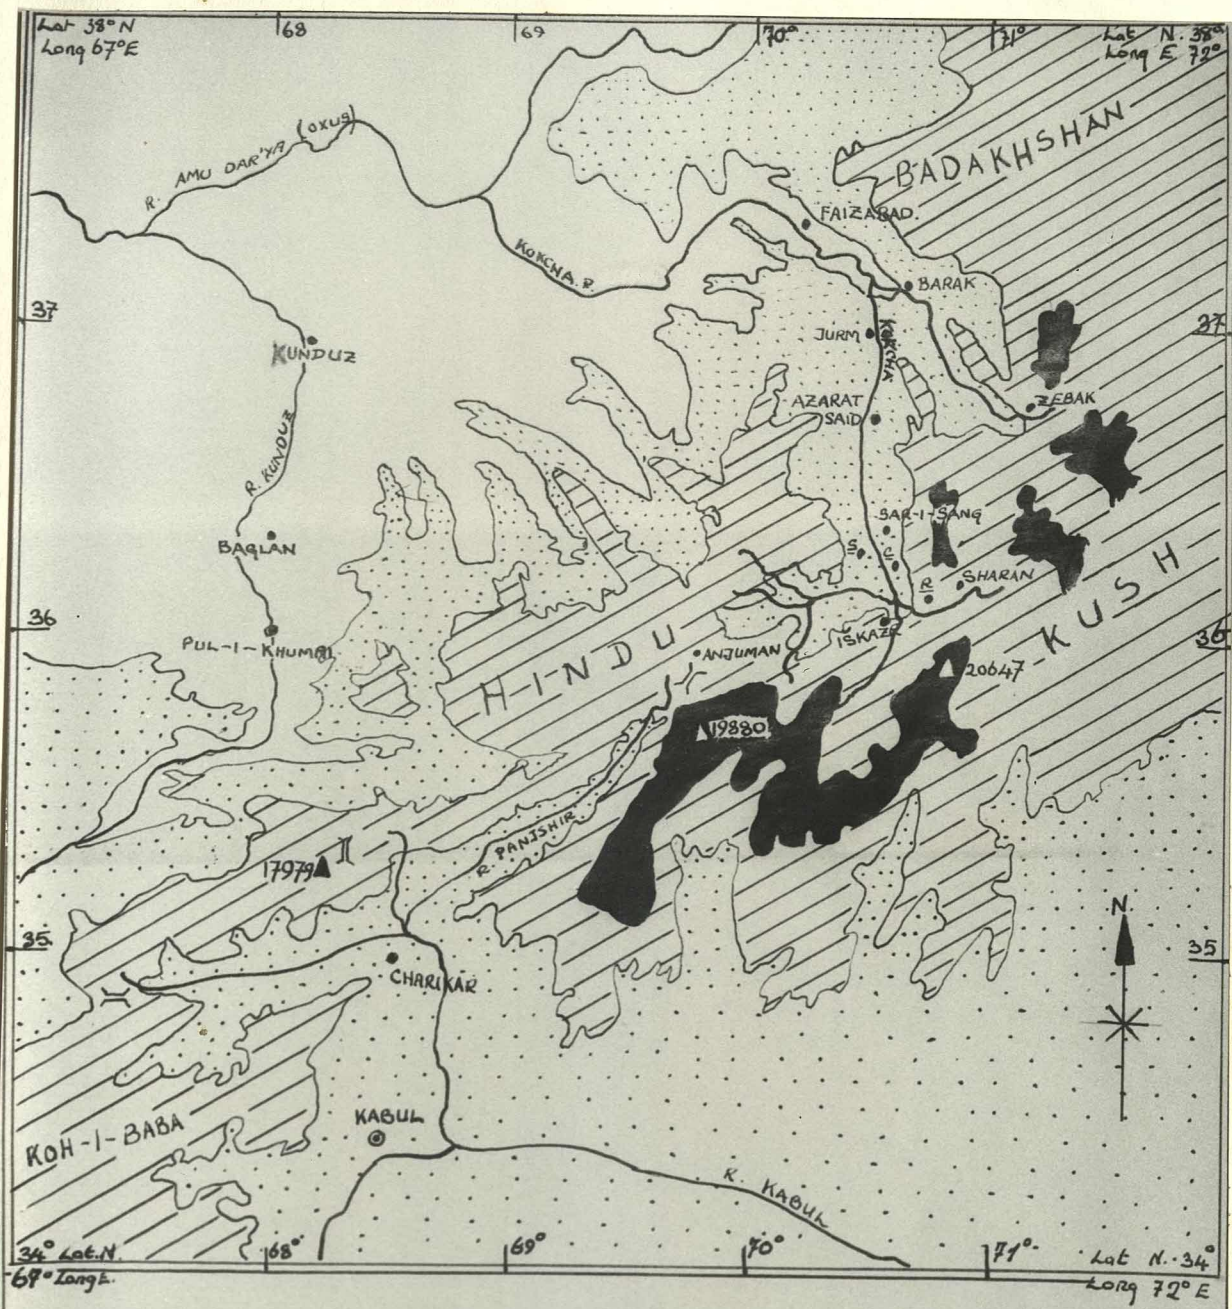 Lat 38° N
Long 67° E
68
69
70°
71°
Lat N. 38°
Long E 72°
R. AMU DAR'YA (OXUS)
BADAKHSHAN
FAIZABAD.
KOKCHA. R.
BARAK
37
37
JURM
KOKCHA
KUNDUZ
ZEBAK
AZARAT
SAID
R. KUNDUZ
SAR-I-SANG
BAGLAN
S
C
R
SHARAN
36
36
ISKAZR
PUL-I-KHUMRI
HINDU KUSH
ANJUMAN
20647
19880
R. PANJSHIR
17979
N
35
35
CHARIKAR
KABUL
KOH-I-BABA
R. KABUL
34° Lat. N.
68°
69°
70°
71°
Lat N. 34°
67° Long E.
Long 72° E